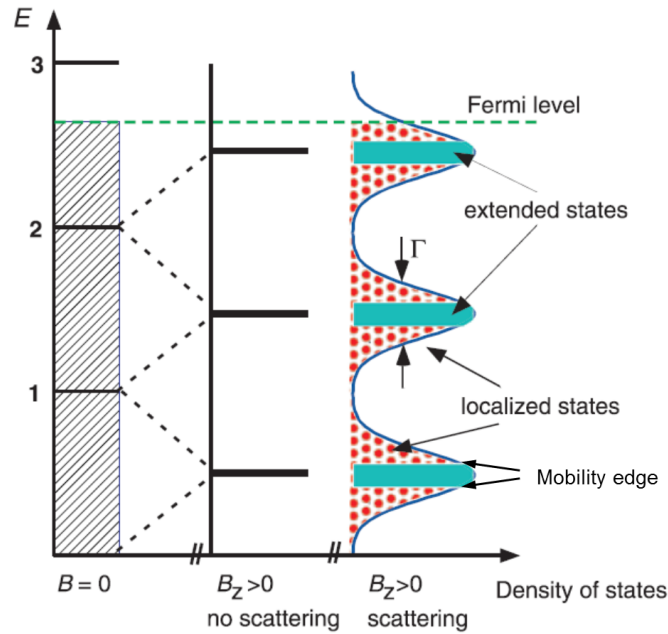 E
3
Fermi level
extended states
2
Γ
1
localized states
Mobility edge
B = 0
B_z > 0
no scattering
B_z > 0
scattering
Density of states